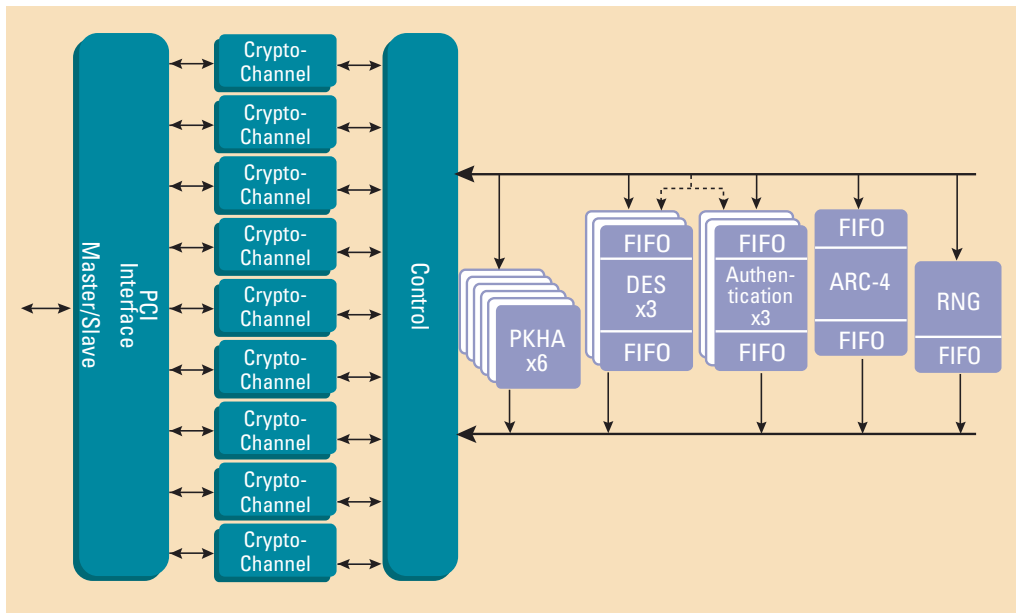 PCI
Interface
Master/Slave
Crypto-
Channel
Crypto-
Channel
Crypto-
Channel
Crypto-
Channel
Crypto-
Channel
Crypto-
Channel
Crypto-
Channel
Crypto-
Channel
Crypto-
Channel
Control
PKHA
x6
FIFO
DES
x3
FIFO
FIFO
Authen-
tication
x3
FIFO
FIFO
ARC-4
FIFO
RNG
FIFO